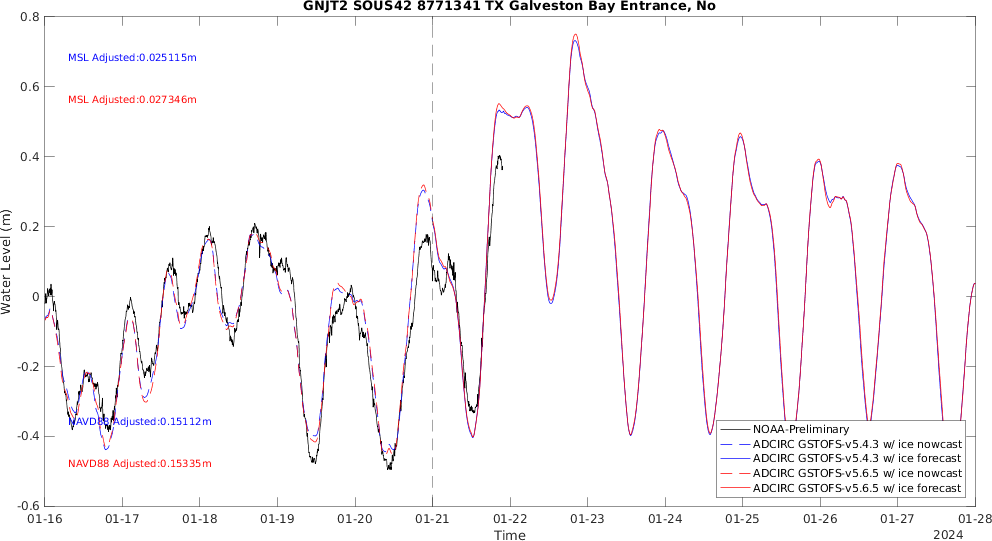 GNJT2 SOUS42 8771341 TX Galveston Bay Entrance, No
0.8
MSL Adjusted:0.025115m
0.6
MSL Adjusted:0.027346m
0.4
0.2
Water Level (m)
0
-0.2
NAVD88 Adjusted:0.15112m
-0.4
NAVD88 Adjusted:0.15335m
-0.6
NOAA-Preliminary
ADCIRC GSTOFS-v5.4.3 w/ ice nowcast
ADCIRC GSTOFS-v5.4.3 w/ ice forecast
ADCIRC GSTOFS-v5.6.5 w/ ice nowcast
ADCIRC GSTOFS-v5.6.5 w/ ice forecast
01-16 01-17 01-18 01-19 01-20 01-21 01-22 01-23 01-24 01-25 01-26 01-27 01-28
Time
2024